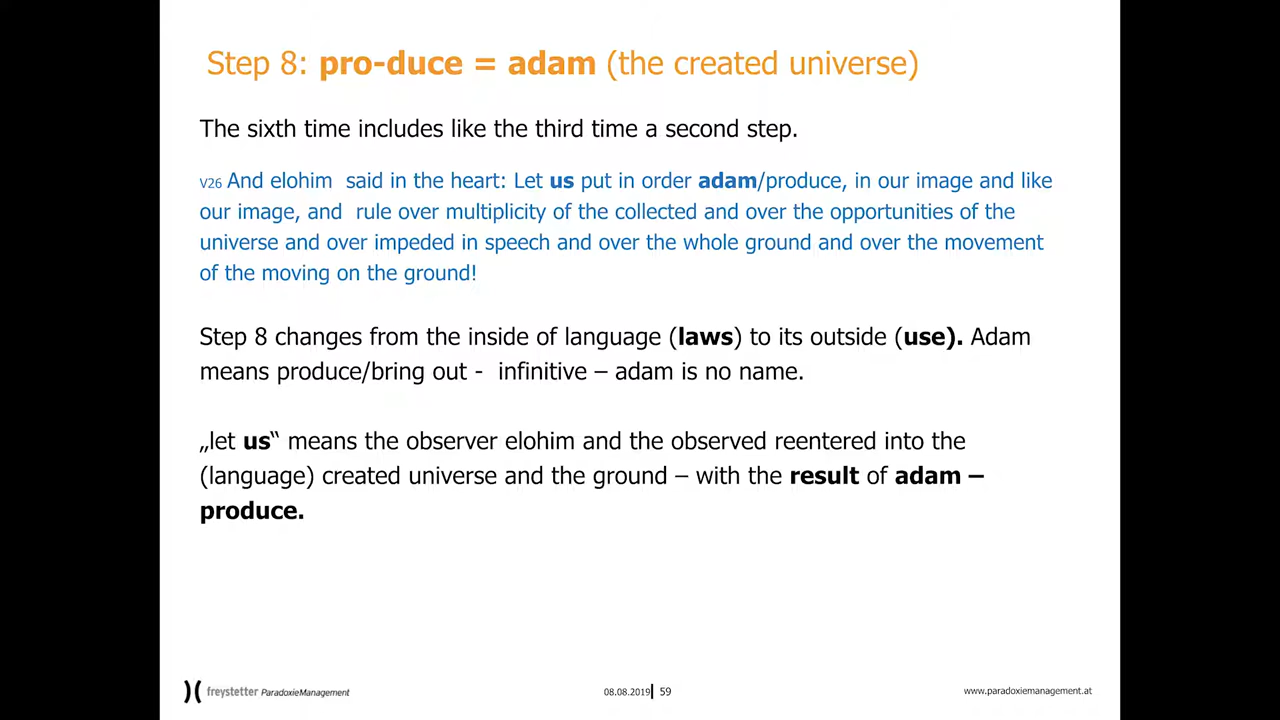 Step 8: pro-duce = adam (the created universe)
The sixth time includes like the third time a second step.
V26 And elohim said in the heart: Let us put in order adam/produce, in our image and like
our image, and rule over multiplicity of the collected and over the opportunities of the
universe and over impeded in speech and over the whole ground and over the movement
of the moving on the ground!
Step 8 changes from the inside of language (laws) to its outside (use). Adam
means produce/bring out - infinitive – adam is no name.
„let us“ means the observer elohim and the observed reentered into the
(language) created universe and the ground – with the result of adam –
produce.
freystetter ParadoxieManagement
08.08.2019 59
www.paradoxiemanagement.at